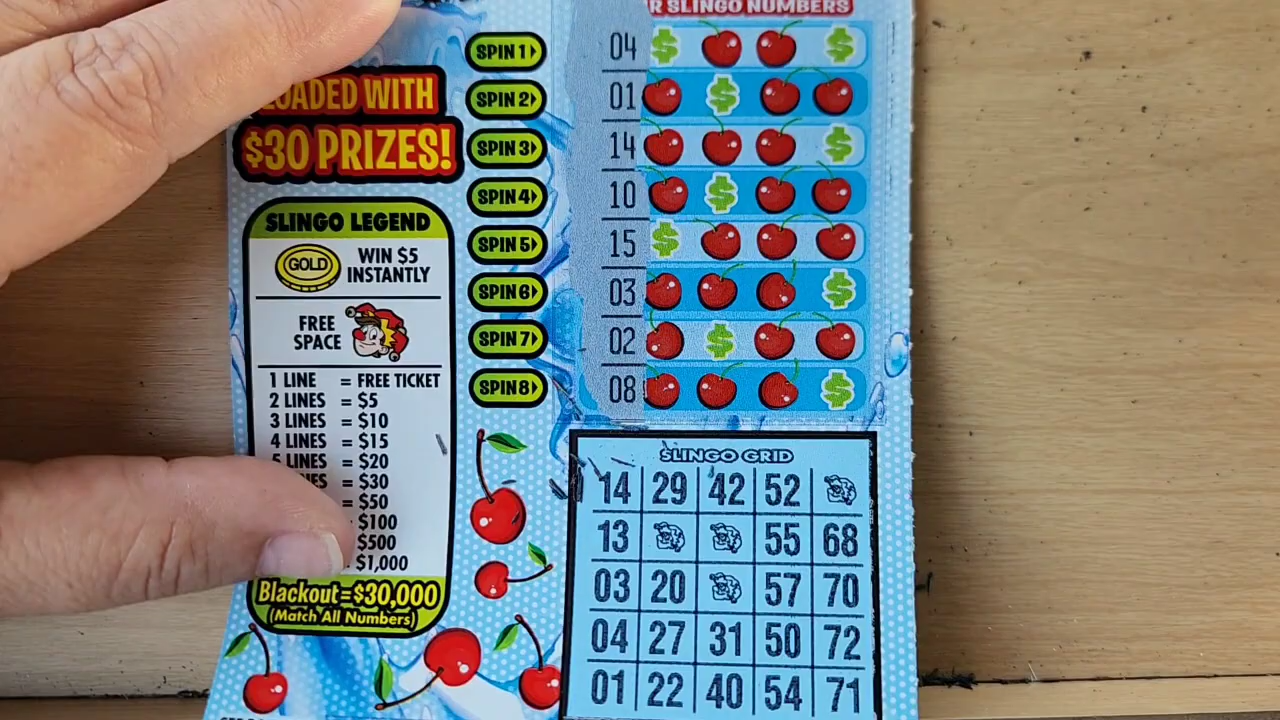 R SLINGO NUMBERS
SPIN 1 04 $ $
SPIN 2 01 $
SPIN 3 14 $
SPIN 4 10 $
SPIN 5 15 $
SPIN 6 03 $
SPIN 7 02 $
SPIN 8 08 $
LOADED WITH
$30 PRIZES!
SLINGO LEGEND
GOLD
WIN $5
INSTANTLY
FREE
SPACE
1 LINE = FREE TICKET
2 LINES = $5
3 LINES = $10
4 LINES = $15
5 LINES = $20
= $30
= $50
$100
$500
$1,000
Blackout = $30,000
(Match All Numbers)
SLINGO GRID
14 29 42 52
13 55 68
03 20 57 70
04 27 31 50 72
01 22 40 54 71